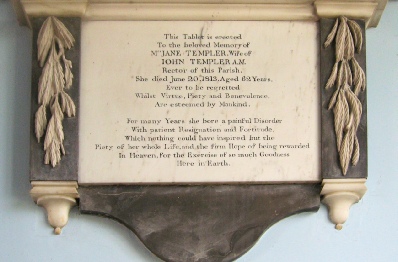 This Tablet is erected
To the beloved Memory of
Mrs JANE TEMPLER, Wife of
JOHN TEMPLER A.M.
Rector of this Parish.
She died June 20th 1813, Aged 62 Years.
Ever to be regretted
Whilst Virtue, Piety and Benevolence,
Are esteemed by Mankind.
For many Years she bore a painful Disorder
With patient Resignation and Fortitude,
Which nothing could have inspired but the
Piety of her whole Life, and the firm Hope of being rewarded
In Heaven, For the Exercise of so much Goodness
Here in Earth.